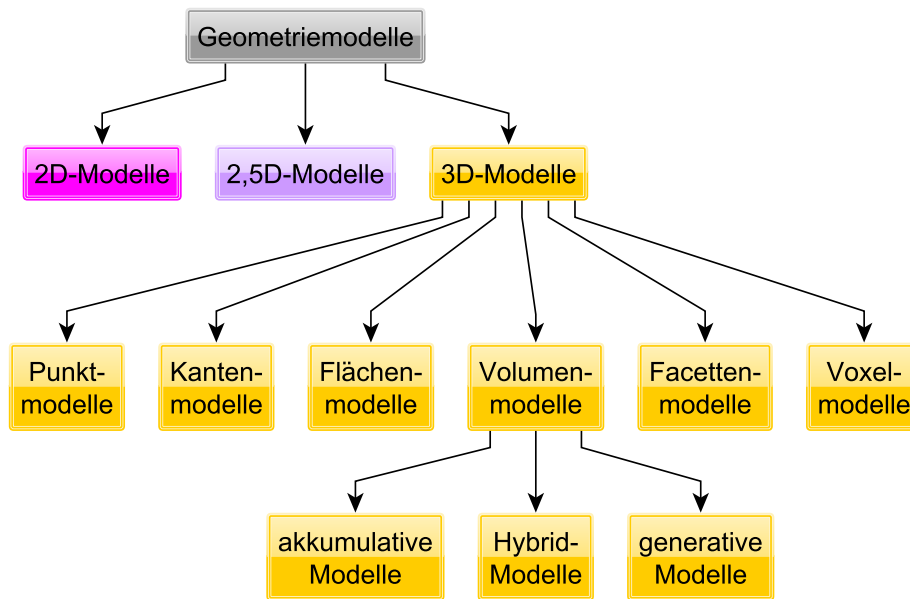 Geometriemodelle
2D-Modelle
2,5D-Modelle
3D-Modelle
Punkt-
modelle
Kanten-
modelle
Flächen-
modelle
Volumen-
modelle
Facetten-
modelle
Voxel-
modelle
akkumulative
Modelle
Hybrid-
Modelle
generative
Modelle